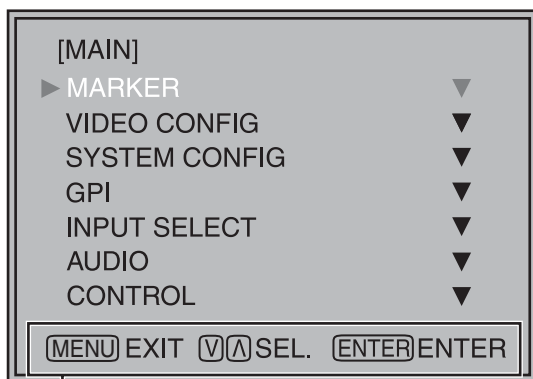 [MAIN]
▶ MARKER ▼
VIDEO CONFIG ▼
SYSTEM CONFIG ▼
GPI ▼
INPUT SELECT ▼
AUDIO ▼
CONTROL ▼
MENU EXIT V Λ SEL. ENTER ENTER